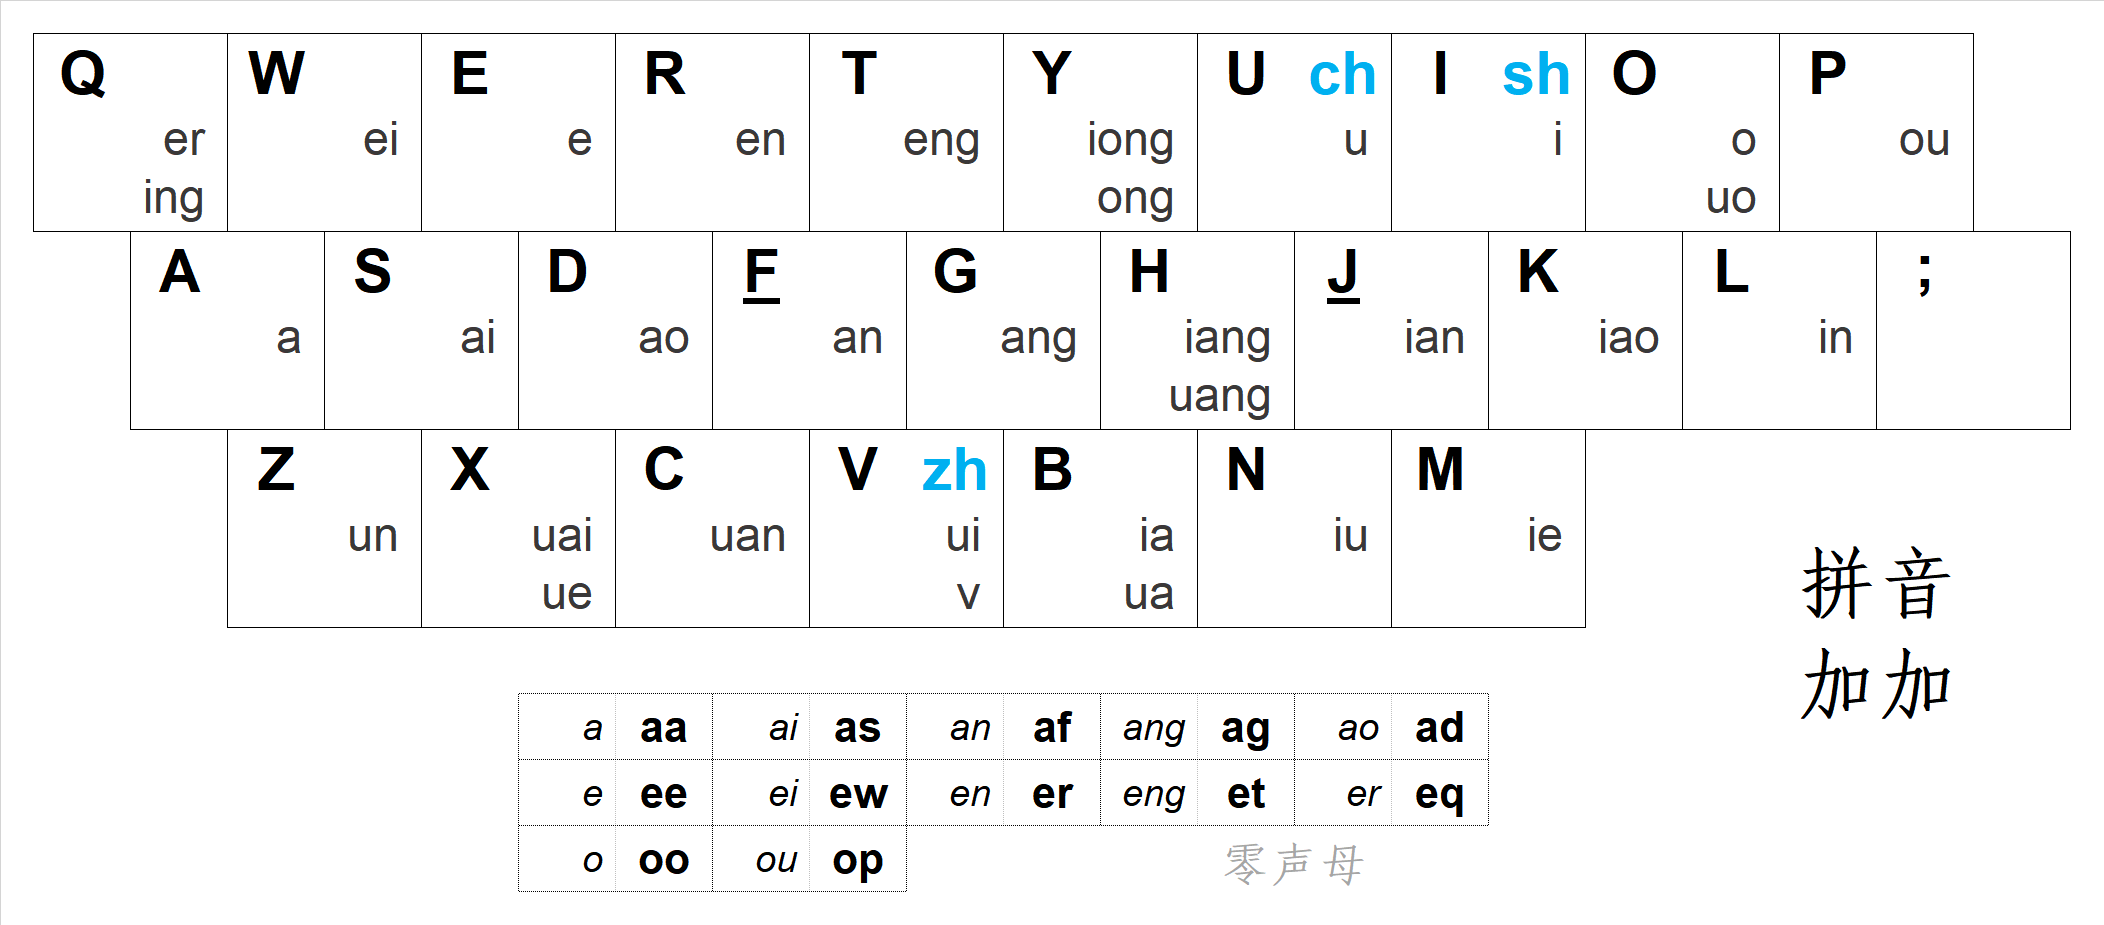 Q W E R T Y U ch I sh O P
er ei e en eng iong u i o ou
ing ong uo
A S D F G H J K L ;
a ai ao an ang iang ian iao in
uang
Z X C V zh B N M
un uai uan ui ia iu ie
ue v ua
拼音
加加
a aa ai as an af ang ag ao ad
e ee ei ew en er eng et er eq
o oo ou op
零声母